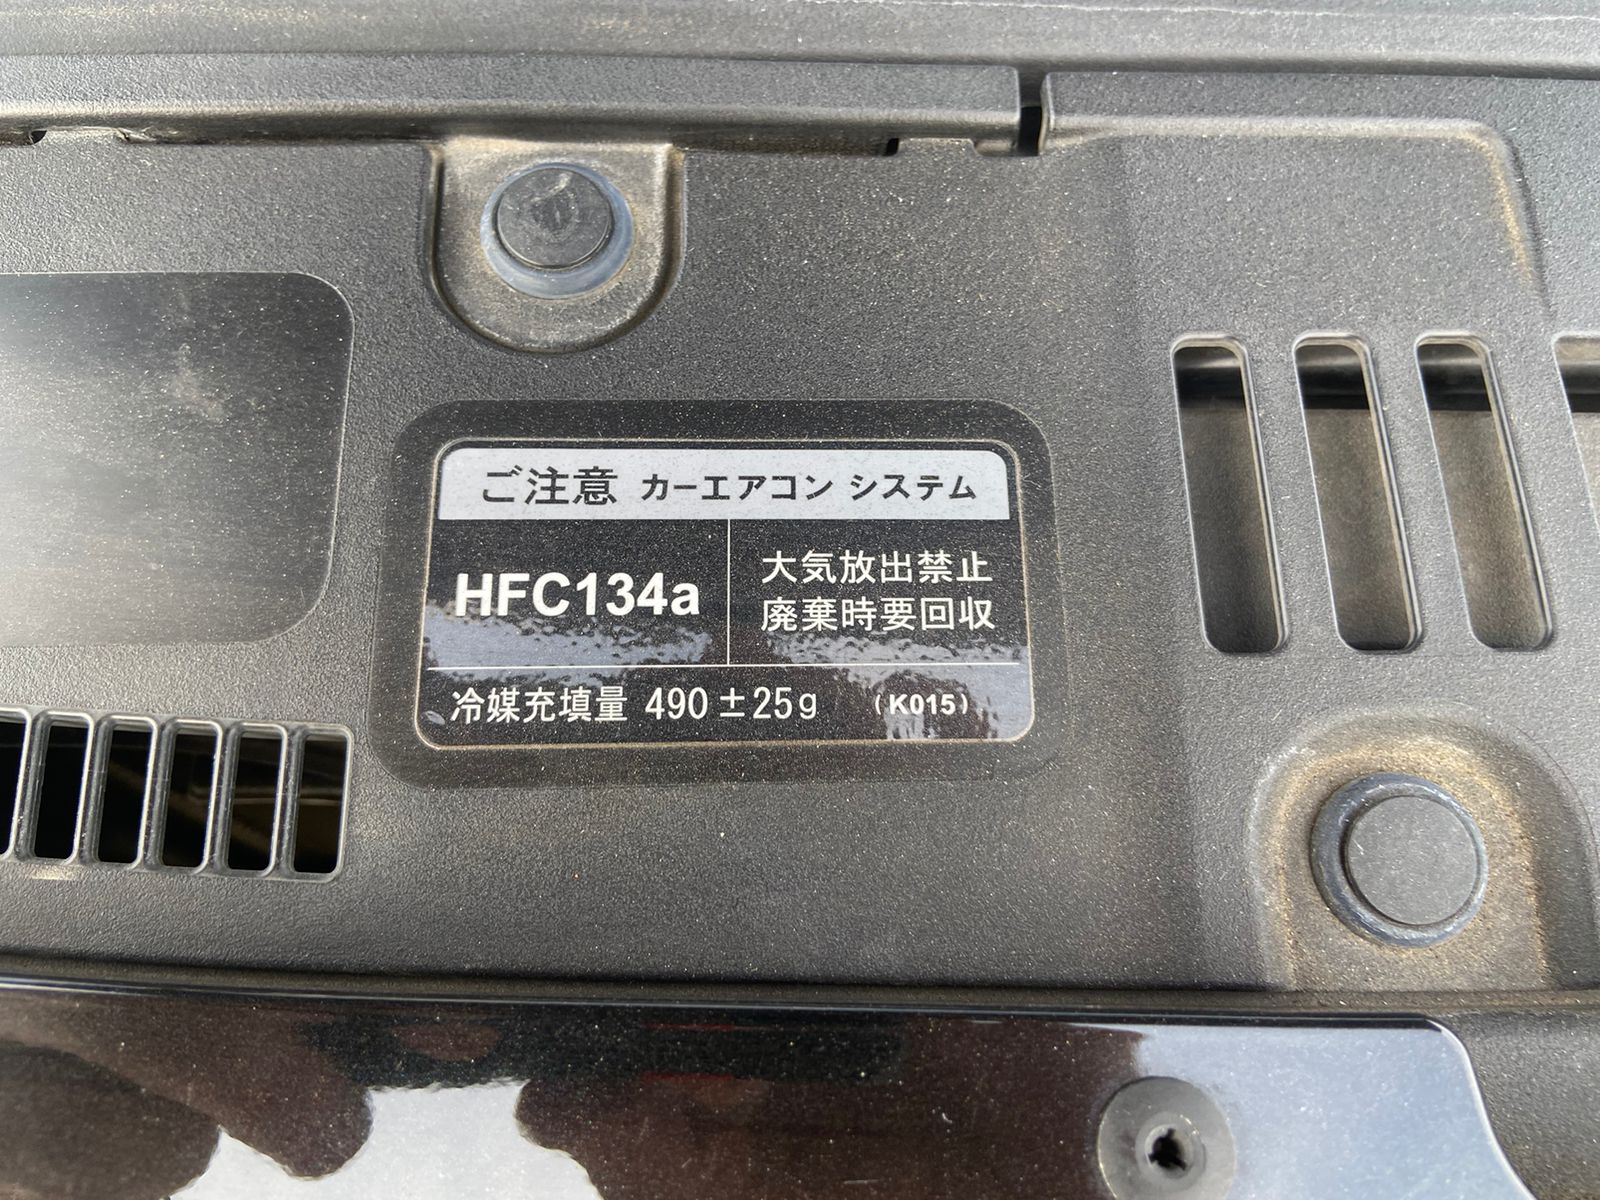 ご注意 カーエアコン システム
HFC134a
大気放出禁止
廃棄時要回収
冷媒充填量 490±25g (K015)